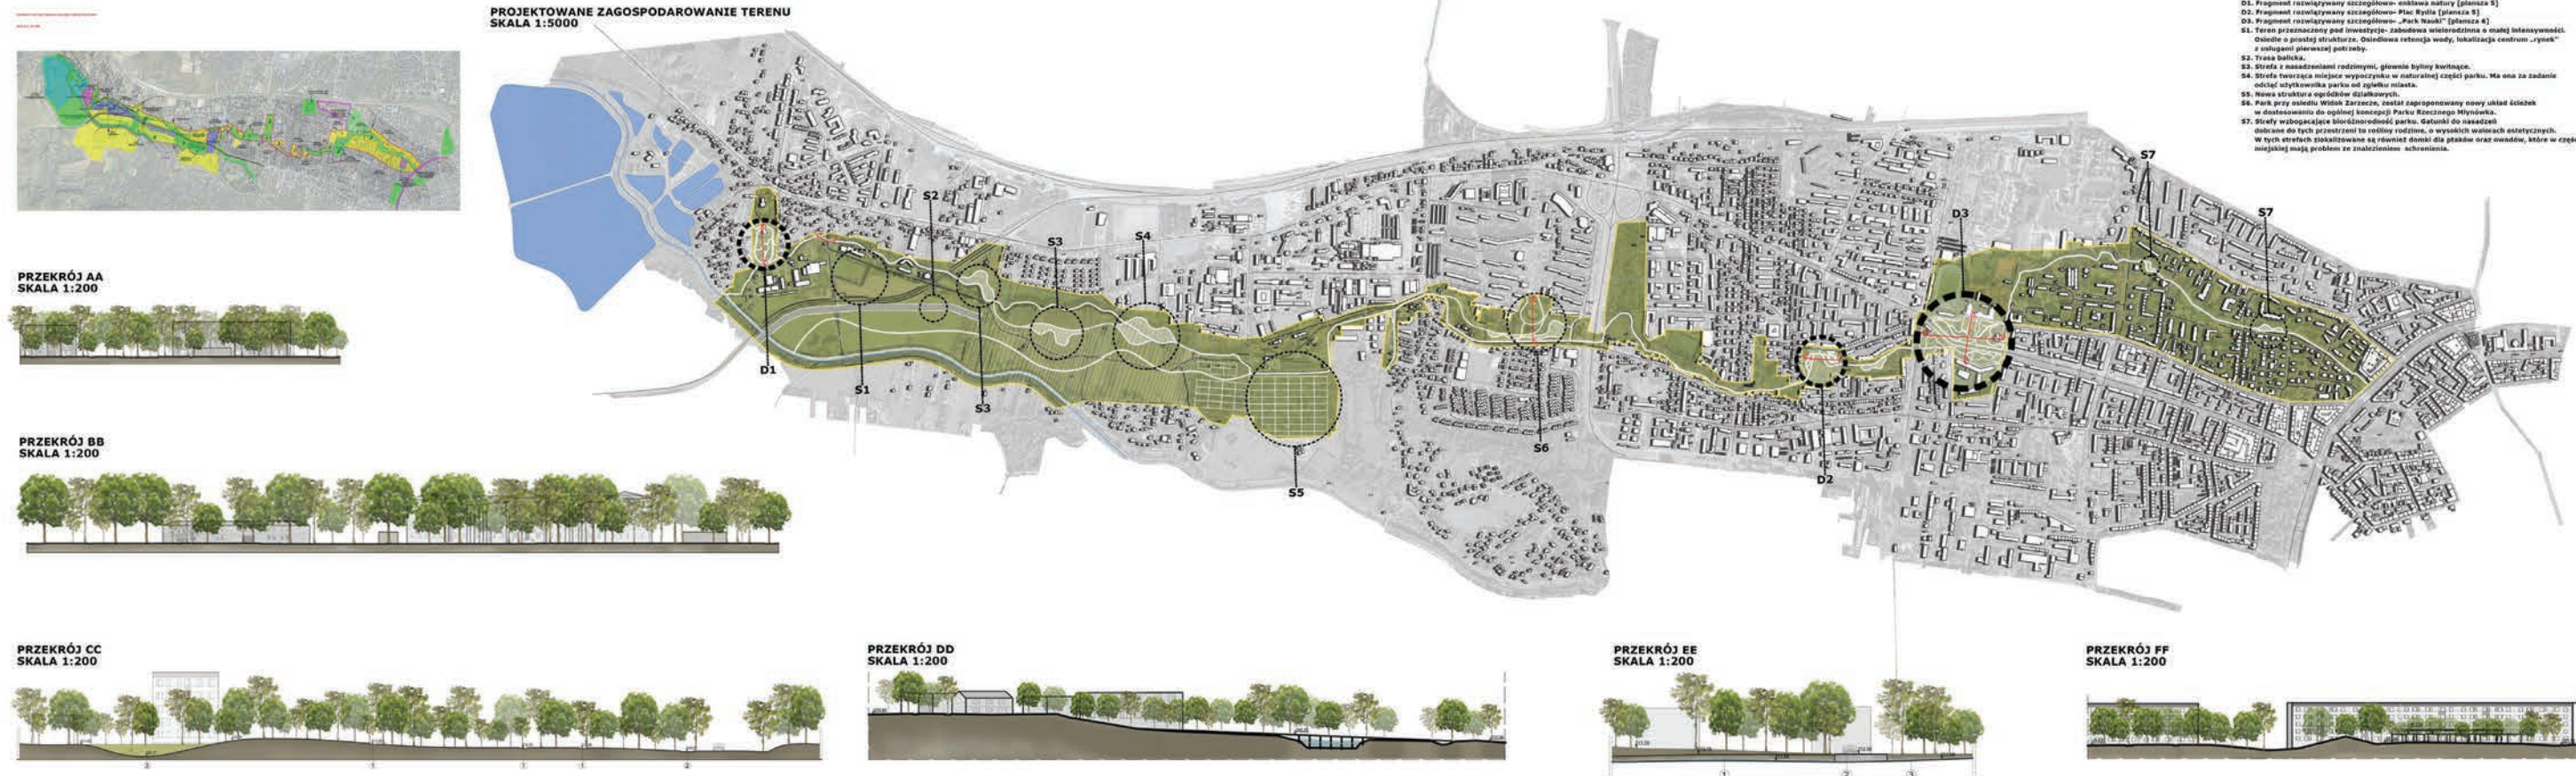 PROJEKTOWANE ZAGOSPODAROWANIE TERENU
SKALA 1:5000
D1. Fragment rozwiązywany szczegółowo- enklawa natury [plansza 5]
D2. Fragment rozwiązywany szczegółowo- Plac Rydla [plansza 5]
D3. Fragment rozwiązywany szczegółowo- „Park Nauki" [plansza 6]
S1. Teren przeznaczony pod inwestycje- zabudowa wielorodzinna o małej intensywności.
Osiedle o prostej strukturze. Osiedlowa retencja wody, lokalizacja centrum „rynek"
z usługami pierwszej potrzeby.
S2. Trasa balicka.
S3. Strefa z nasadzeniami rodzimymi, głownie byliny kwitnące.
S4. Strefa tworząca miejsce wypoczynku w naturalnej części parku. Ma ona za zadanie
odciąć użytkownika parku od zgiełku miasta.
S5. Nowa struktura ogródków działkowych.
S6. Park przy osiedlu Widok Zarzecze, został zaproponowany nowy układ ścieżek
w dostosowaniu do ogólnej koncepcji Parku Rzecznego Młynówka.
S7. Strefy wzbogacające bioróżnorodność parku. Gatunki do nasadzeń
dobrane do tych przestrzeni to rośliny rodzime, o wysokich walorach estetycznych.
W tych strefach zlokalizowane są również domki dla ptaków oraz owadów, które w częś
miejskiej mają problem ze znalezieniem schronienia.
S7
S7
S2
D3
S3
S4
D1
S1
S3
S6
D2
S5
PRZEKRÓJ AA
SKALA 1:200
PRZEKRÓJ BB
SKALA 1:200
PRZEKRÓJ CC
SKALA 1:200
PRZEKRÓJ DD
SKALA 1:200
PRZEKRÓJ EE
SKALA 1:200
PRZEKRÓJ FF
SKALA 1:200